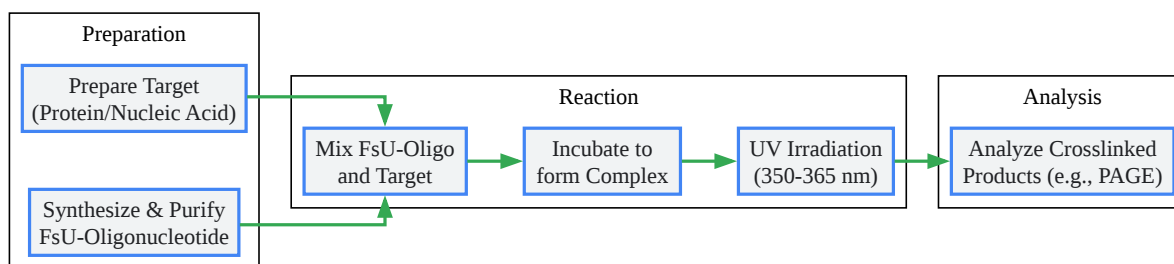 Preparation
Prepare Target
(Protein/Nucleic Acid)
Synthesize & Purify
FsU-Oligonucleotide
Reaction
Mix FsU-Oligo
and Target
Incubate to
form Complex
UV Irradiation
(350-365 nm)
Analysis
Analyze Crosslinked
Products (e.g., PAGE)